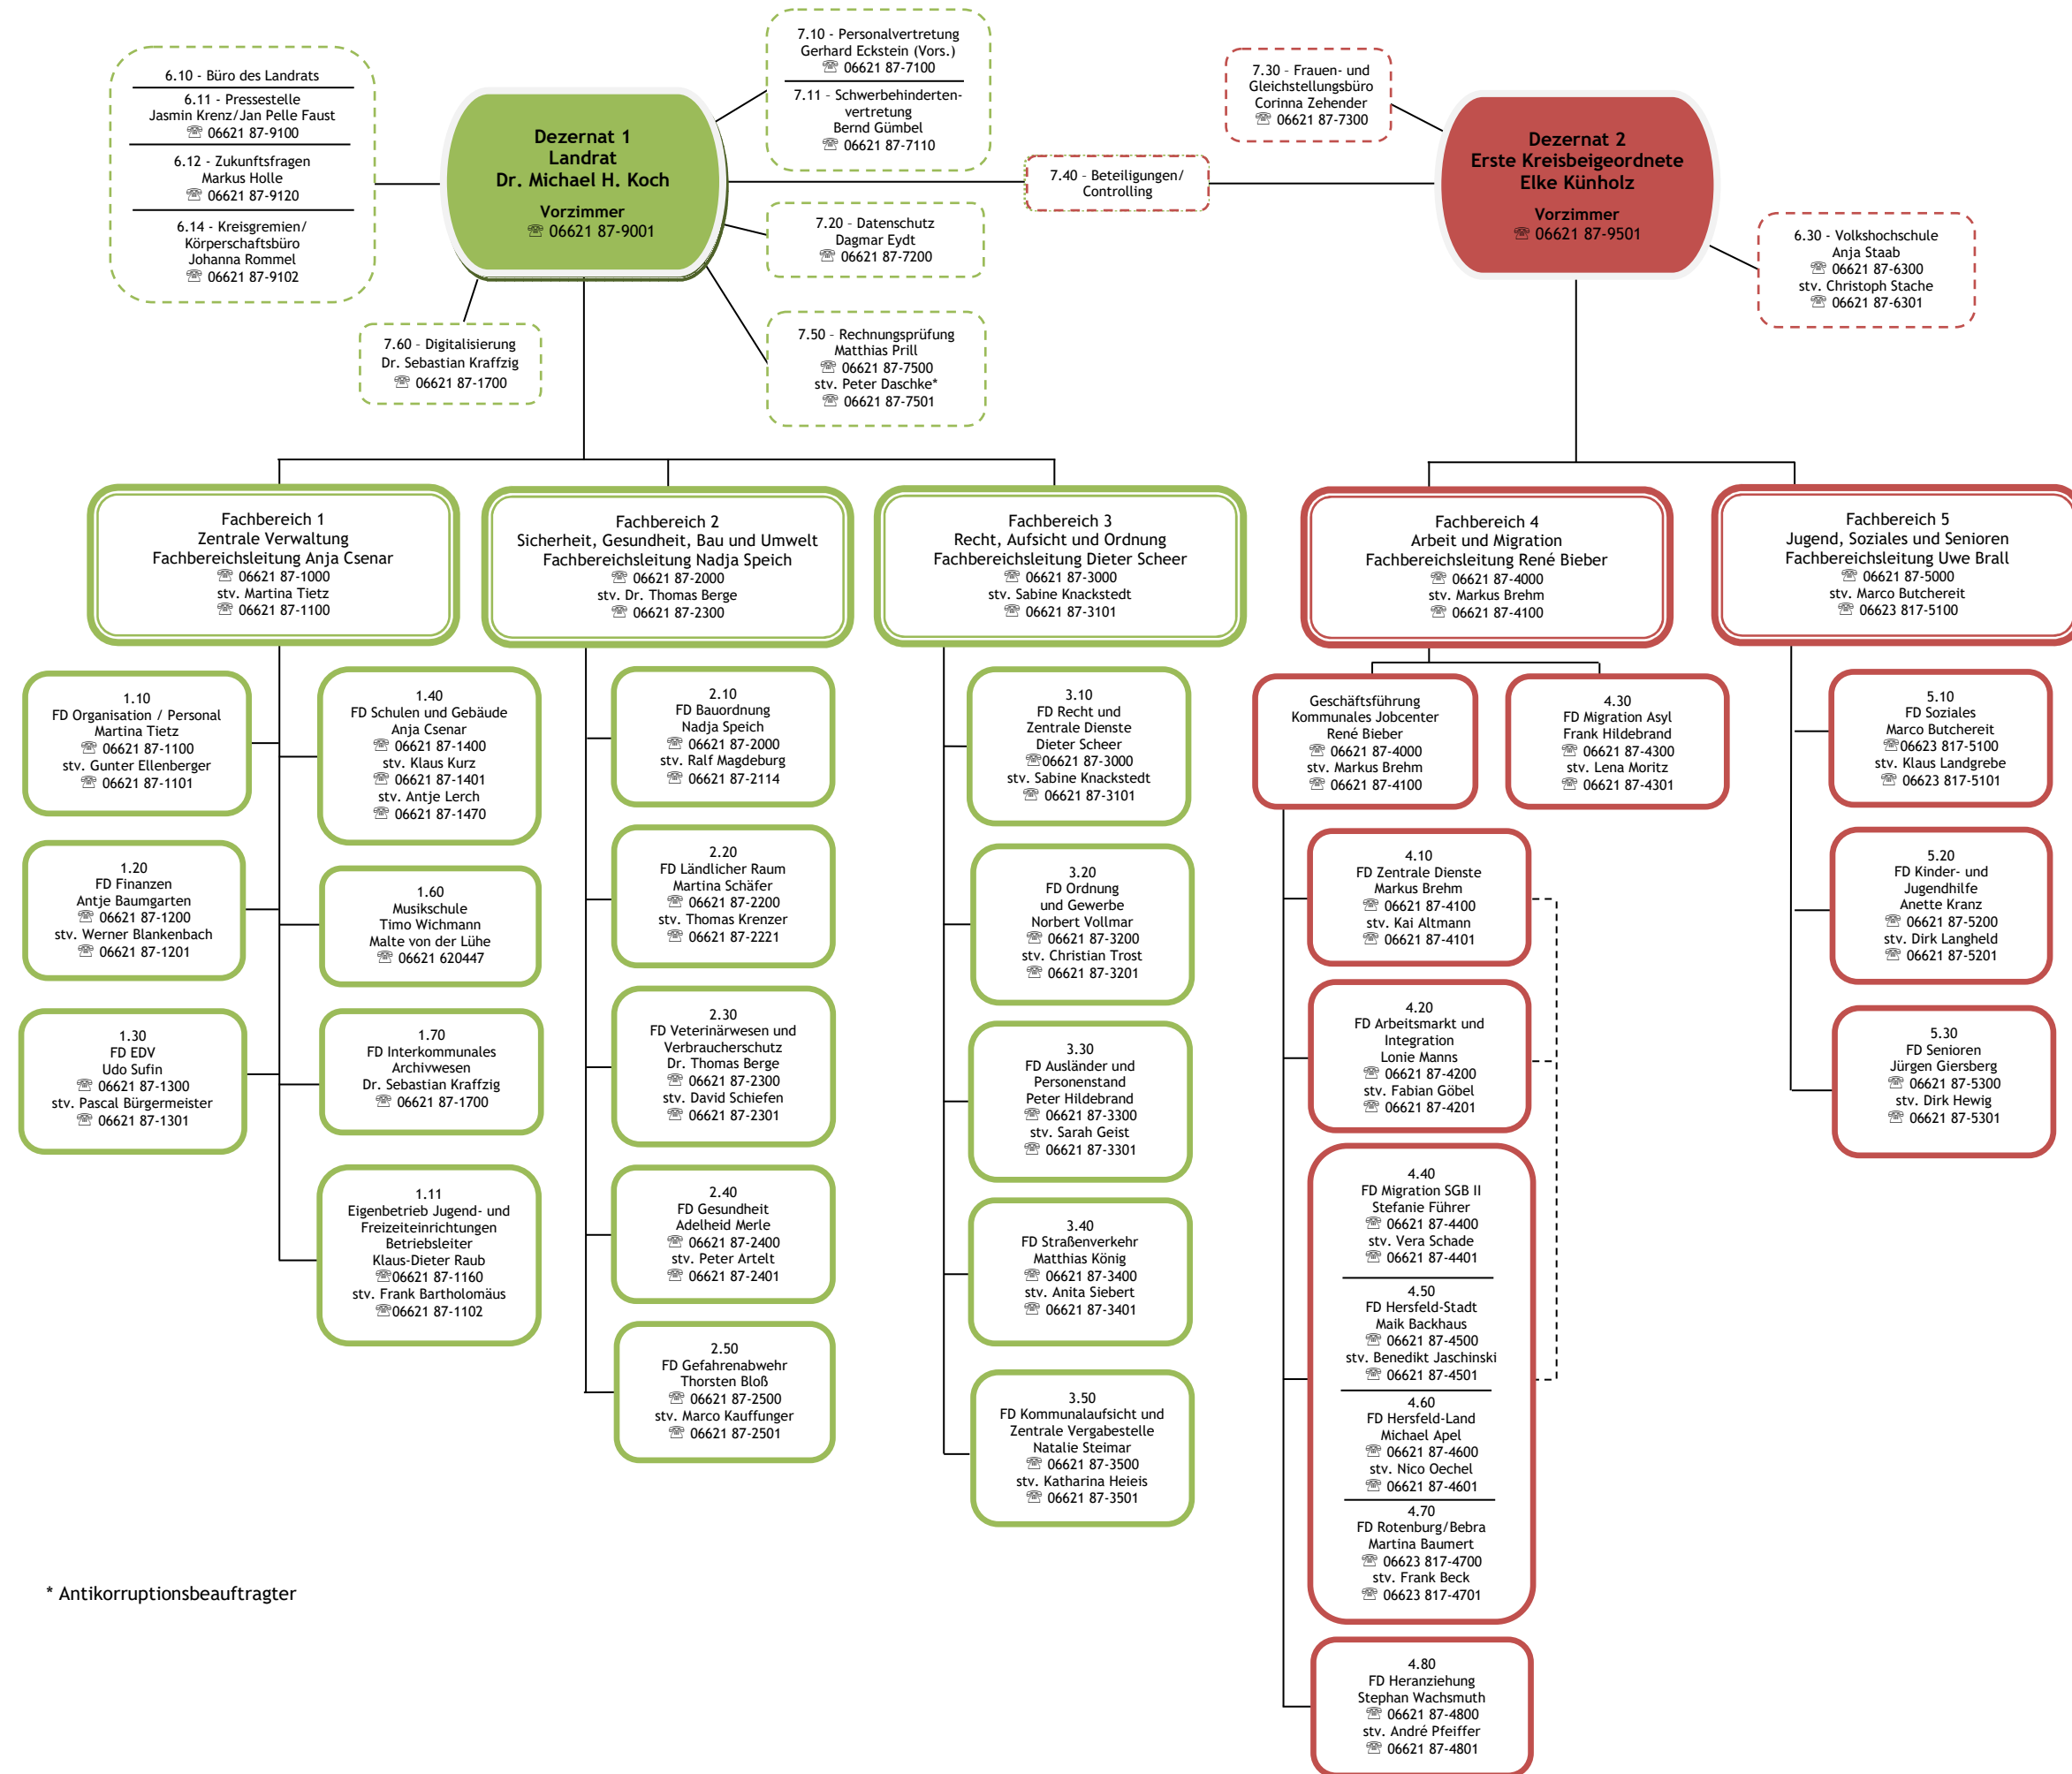 6.10 - Büro des Landrats
6.11 - Pressestelle
Jasmin Krenz/Jan Pelle Faust
☏ 06621 87-9100
6.12 - Zukunftsfragen
Markus Holle
☏ 06621 87-9120
6.14 - Kreisgremien/
Körperschaftsbüro
Johanna Rommel
☏ 06621 87-9102
Dezernat 1
Landrat
Dr. Michael H. Koch
Vorzimmer
☏ 06621 87-9001
7.10 - Personalvertretung
Gerhard Eckstein (Vors.)
☏ 06621 87-7100
7.11 – Schwerbehinderten-
vertretung
Bernd Gümbel
☏ 06621 87-7110
7.20 – Datenschutz
Dagmar Eydt
☏ 06621 87-7200
7.50 – Rechnungsprüfung
Matthias Prill
☏ 06621 87-7500
stv. Peter Daschke*
☏ 06621 87-7501
7.60 – Digitalisierung
Dr. Sebastian Kraffzig
☏ 06621 87-1700
7.40 – Beteiligungen/
Controlling
7.30 – Frauen- und
Gleichstellungsbüro
Corinna Zehender
☏ 06621 87-7300
Dezernat 2
Erste Kreisbeigeordnete
Elke Künholz
Vorzimmer
☏ 06621 87-9501
6.30 - Volkshochschule
Anja Staab
☏ 06621 87-6300
stv. Christoph Stache
☏ 06621 87-6301
Fachbereich 1
Zentrale Verwaltung
Fachbereichsleitung Anja Csenar
☏ 06621 87-1000
stv. Martina Tietz
☏ 06621 87-1100
Fachbereich 2
Sicherheit, Gesundheit, Bau und Umwelt
Fachbereichsleitung Nadja Speich
☏ 06621 87-2000
stv. Dr. Thomas Berge
☏ 06621 87-2300
Fachbereich 3
Recht, Aufsicht und Ordnung
Fachbereichsleitung Dieter Scheer
☏ 06621 87-3000
stv. Sabine Knackstedt
☏ 06621 87-3101
Fachbereich 4
Arbeit und Migration
Fachbereichsleitung René Bieber
☏ 06621 87-4000
stv. Markus Brehm
☏ 06621 87-4100
Fachbereich 5
Jugend, Soziales und Senioren
Fachbereichsleitung Uwe Brall
☏ 06621 87-5000
stv. Marco Butchereit
☏ 06623 817-5100
1.10
FD Organisation / Personal
Martina Tietz
☏ 06621 87-1100
stv. Gunter Ellenberger
☏ 06621 87-1101
1.20
FD Finanzen
Antje Baumgarten
☏ 06621 87-1200
stv. Werner Blankenbach
☏ 06621 87-1201
1.30
FD EDV
Udo Sufin
☏ 06621 87-1300
stv. Pascal Bürgermeister
☏ 06621 87-1301
1.40
FD Schulen und Gebäude
Anja Csenar
☏ 06621 87-1400
stv. Klaus Kurz
☏ 06621 87-1401
stv. Antje Lerch
☏ 06621 87-1470
1.60
Musikschule
Timo Wichmann
Malte von der Lühe
☏ 06621 620447
1.70
FD Interkommunales
Archivwesen
Dr. Sebastian Kraffzig
☏ 06621 87-1700
1.11
Eigenbetrieb Jugend- und
Freizeiteinrichtungen
Betriebsleiter
Klaus-Dieter Raub
☏06621 87-1160
stv. Frank Bartholomäus
☏06621 87-1102
2.10
FD Bauordnung
Nadja Speich
☏ 06621 87-2000
stv. Ralf Magdeburg
☏ 06621 87-2114
2.20
FD Ländlicher Raum
Martina Schäfer
☏ 06621 87-2200
stv. Thomas Krenzer
☏ 06621 87-2221
2.30
FD Veterinärwesen und
Verbraucherschutz
Dr. Thomas Berge
☏ 06621 87-2300
stv. David Schiefen
☏ 06621 87-2301
2.40
FD Gesundheit
Adelheid Merle
☏ 06621 87-2400
stv. Peter Artelt
☏ 06621 87-2401
2.50
FD Gefahrenabwehr
Thorsten Bloß
☏ 06621 87-2500
stv. Marco Kauffunger
☏ 06621 87-2501
3.10
FD Recht und
Zentrale Dienste
Dieter Scheer
☏06621 87-3000
stv. Sabine Knackstedt
☏ 06621 87-3101
3.20
FD Ordnung
und Gewerbe
Norbert Vollmar
☏ 06621 87-3200
stv. Christian Trost
☏ 06621 87-3201
3.30
FD Ausländer und
Personenstand
Peter Hildebrand
☏ 06621 87-3300
stv. Sarah Geist
☏ 06621 87-3301
3.40
FD Straßenverkehr
Matthias König
☏ 06621 87-3400
stv. Anita Siebert
☏ 06621 87-3401
3.50
FD Kommunalaufsicht und
Zentrale Vergabestelle
Natalie Steimar
☏ 06621 87-3500
stv. Katharina Heieis
☏ 06621 87-3501
Geschäftsführung
Kommunales Jobcenter
René Bieber
☏ 06621 87-4000
stv. Markus Brehm
☏ 06621 87-4100
4.30
FD Migration Asyl
Frank Hildebrand
☏ 06621 87-4300
stv. Lena Moritz
☏ 06621 87-4301
4.10
FD Zentrale Dienste
Markus Brehm
☏ 06621 87-4100
stv. Kai Altmann
☏ 06621 87-4101
4.20
FD Arbeitsmarkt und
Integration
Lonie Manns
☏ 06621 87-4200
stv. Fabian Göbel
☏ 06621 87-4201
4.40
FD Migration SGB II
Stefanie Führer
☏ 06621 87-4400
stv. Vera Schade
☏ 06621 87-4401
4.50
FD Hersfeld-Stadt
Maik Backhaus
☏ 06621 87-4500
stv. Benedikt Jaschinski
☏ 06621 87-4501
4.60
FD Hersfeld-Land
Michael Apel
☏ 06621 87-4600
stv. Nico Oechel
☏ 06621 87-4601
4.70
FD Rotenburg/Bebra
Martina Baumert
☏ 06623 817-4700
stv. Frank Beck
☏ 06623 817-4701
4.80
FD Heranziehung
Stephan Wachsmuth
☏ 06621 87-4800
stv. André Pfeiffer
☏ 06621 87-4801
5.10
FD Soziales
Marco Butchereit
☏06623 817-5100
stv. Klaus Landgrebe
☏ 06623 817-5101
5.20
FD Kinder- und
Jugendhilfe
Anette Kranz
☏ 06621 87-5200
stv. Dirk Langheld
☏ 06621 87-5201
5.30
FD Senioren
Jürgen Giersberg
☏ 06621 87-5300
stv. Dirk Hewig
☏ 06621 87-5301
* Antikorruptionsbeauftragter